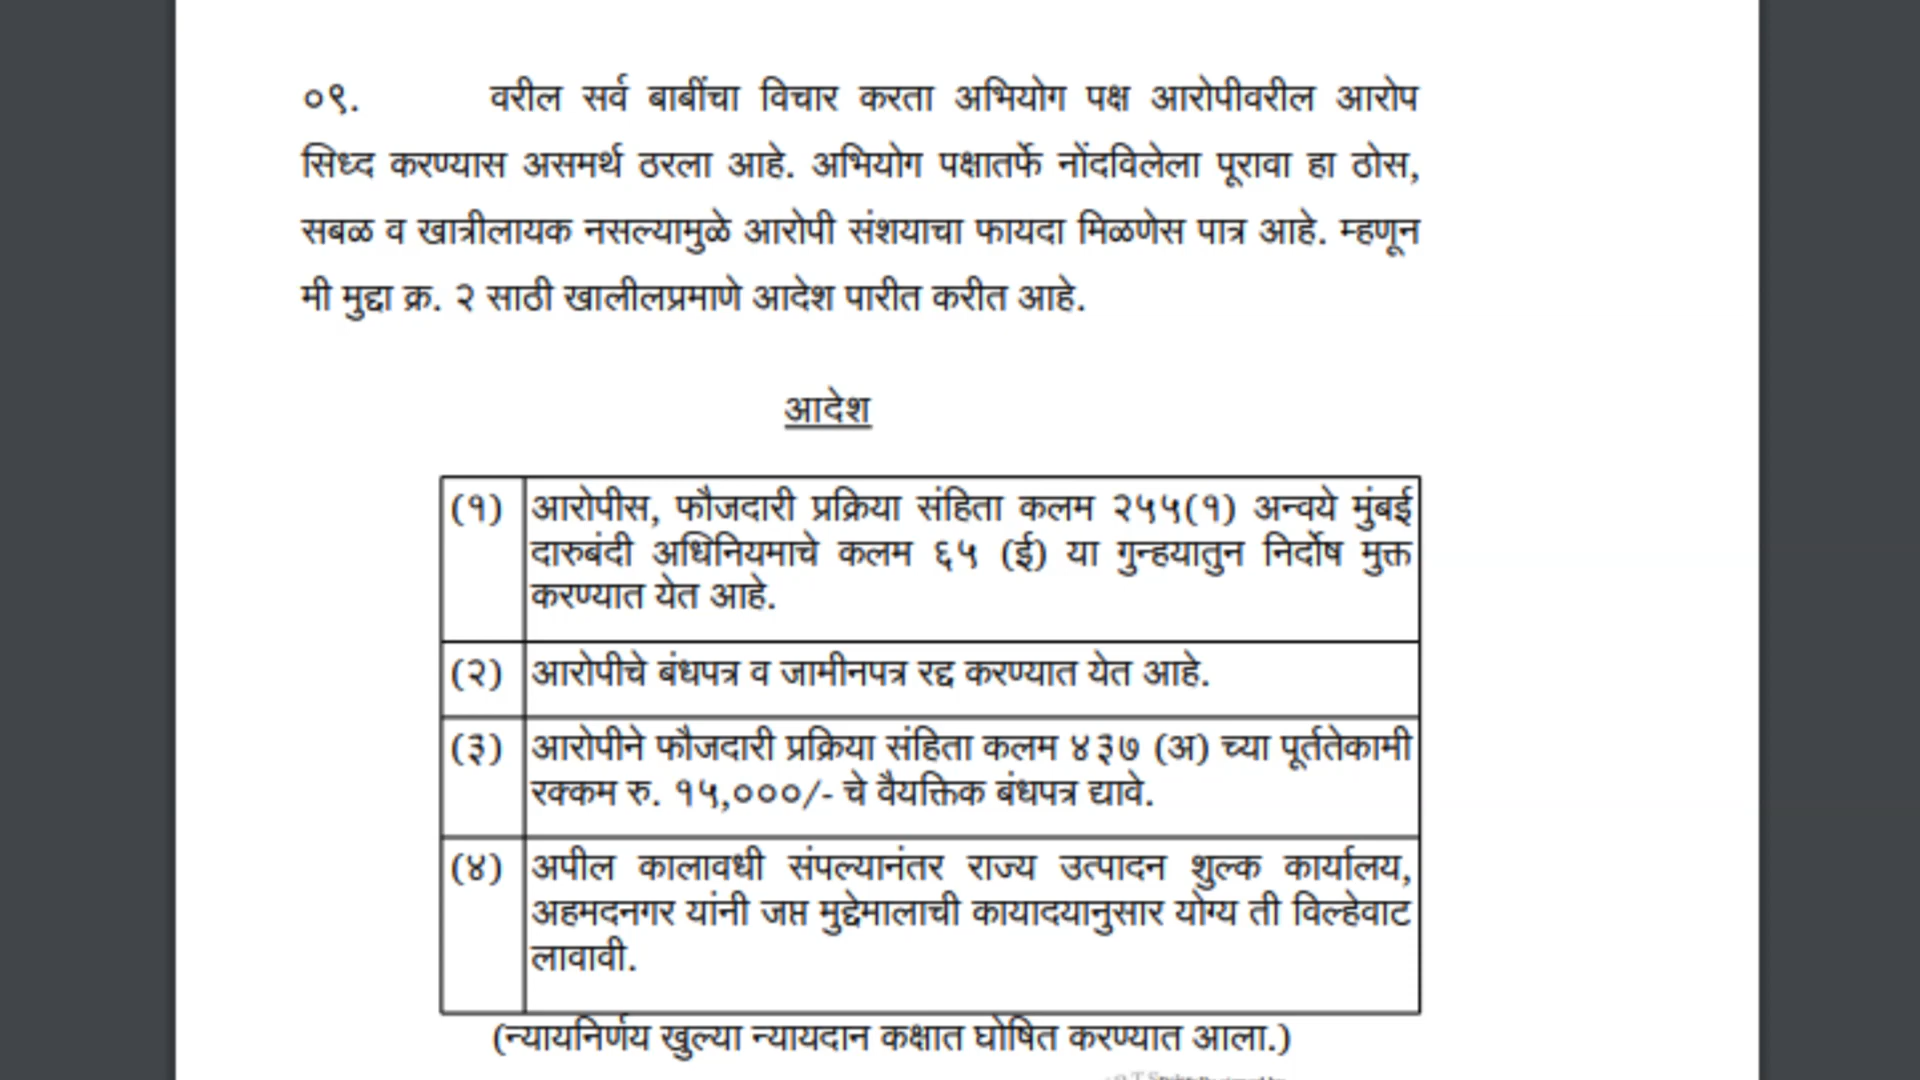 ०९. वरील सर्व बाबींचा विचार करता अभियोग पक्ष आरोपीवरील आरोप
सिध्द करण्यास असमर्थ ठरला आहे. अभियोग पक्षातर्फे नोंदविलेला पूरावा हा ठोस,
सबळ व खात्रीलायक नसल्यामुळे आरोपी संशयाचा फायदा मिळणेस पात्र आहे. म्हणून
मी मुद्दा क्र. २ साठी खालीलप्रमाणे आदेश पारीत करीत आहे.
आदेश
(१) आरोपीस, फौजदारी प्रक्रिया संहिता कलम २५५(१) अन्वये मुंबई
दारुबंदी अधिनियमाचे कलम ६५ (ई) या गुन्हयातुन निर्दोष मुक्त
करण्यात येत आहे.
(२) आरोपीचे बंधपत्र व जामीनपत्र रद्द करण्यात येत आहे.
(३) आरोपीने फौजदारी प्रक्रिया संहिता कलम ४३७ (अ) च्या पूर्ततेकामी
रक्कम रु. १५,०००/- चे वैयक्तिक बंधपत्र द्यावे.
(४) अपील कालावधी संपल्यानंतर राज्य उत्पादन शुल्क कार्यालय,
अहमदनगर यांनी जप्त मुद्देमालाची कायादयानुसार योग्य ती विल्हेवाट
लावावी.
(न्यायनिर्णय खुल्या न्यायदान कक्षात घोषित करण्यात आला.)